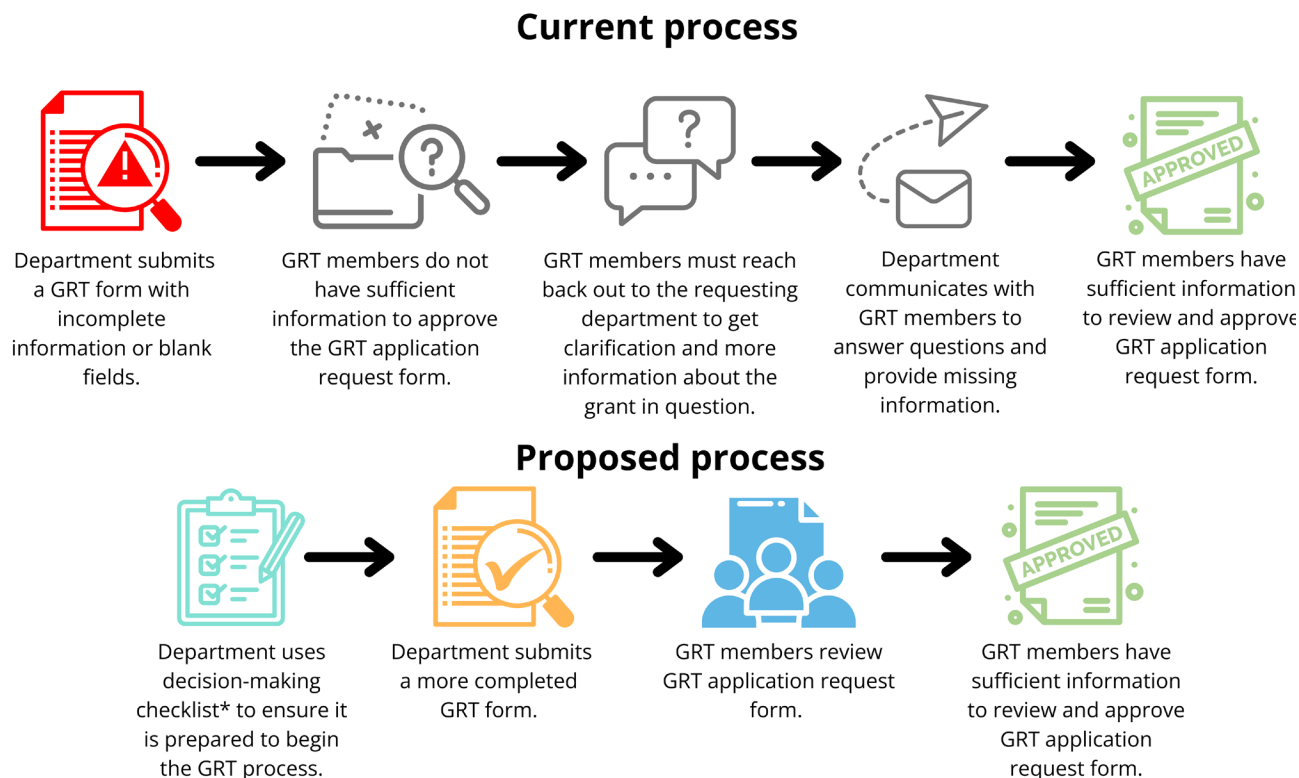 Current process
APPROVED
Department submits
a GRT form with
incomplete
information or blank
fields.
GRT members do not
have sufficient
information to approve
the GRT application
request form.
GRT members must reach
back out to the requesting
department to get
clarification and more
information about the
grant in question.
Department
communicates with
GRT members to
answer questions and
provide missing
information.
GRT members have
sufficient information
to review and approve
GRT application
request form.
Proposed process
APPROVED
Department uses
decision-making
checklist* to ensure it
is prepared to begin
the GRT process.
Department submits
a more completed
GRT form.
GRT members review
GRT application request
form.
GRT members have
sufficient information
to review and approve
GRT application
request form.